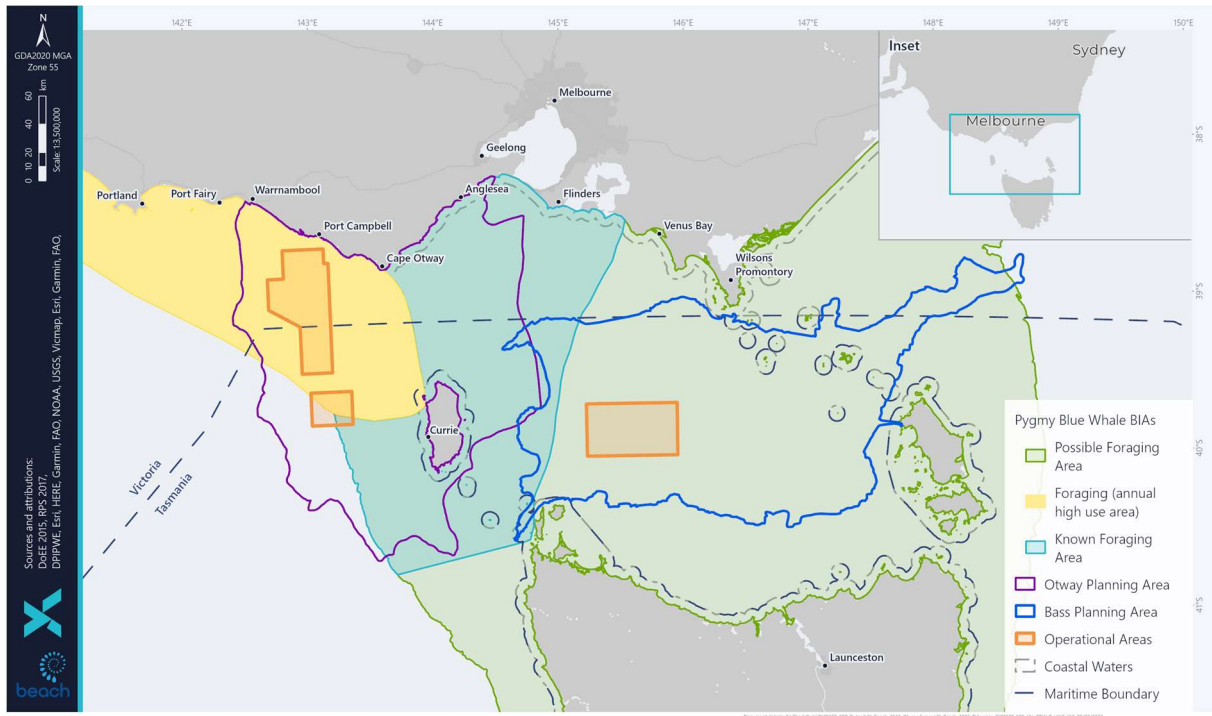 142°E
143°E
144°E
145°E
146°E
147°E
148°E
149°E
150°E
N
GDA2020 MGA
Zone 55
km
0 10 20 40 60
Scale: 1:3,500,000
Sources and attributions:
DoEE 2015, RPS 2017,
DPIPWE, Esri, HERE, Garmin, FAO, NOAA, USGS, Vicmap, Esri, Garmin, FAO,
beach
Inset
Sydney
Melbourne
38°S
39°S
40°S
41°S
Melbourne
Geelong
Anglesea
Flinders
Portland
Port Fairy
Warrnambool
Port Campbell
Cape Otway
Venus Bay
Wilsons
Promontory
Currie
Victoria
Tasmania
Launceston
Pygmy Blue Whale BIAs
Possible Foraging
Area
Foraging (annual
high use area)
Known Foraging
Area
Otway Planning Area
Bass Planning Area
Operational Areas
Coastal Waters
Maritime Boundary